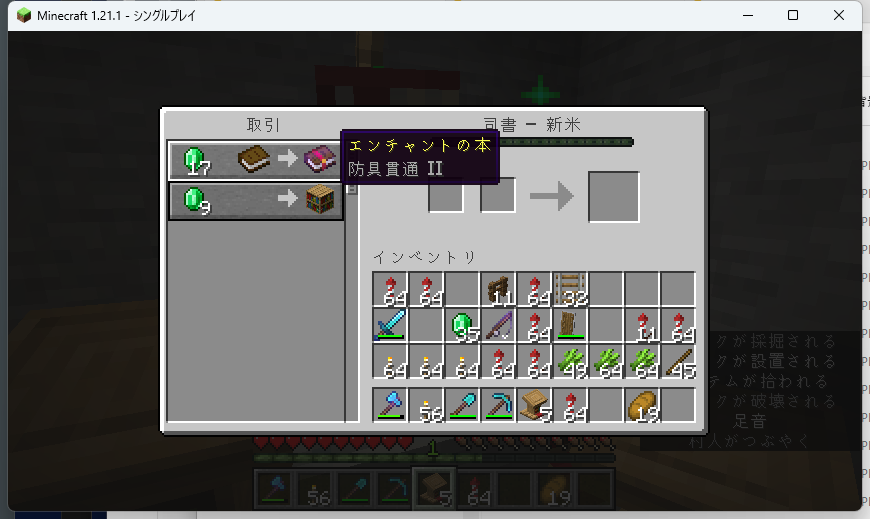 Minecraft 1.21.1 - シングルプレイ
取引
司書 - 新米
エンチャントの本
防具貫通 II
17
9
インベントリ
64 64 11 64 32
35 64 11 64
64 64 64 64 64 49 64 64 45
56 5 64 19
クが採掘される
クが設置される
テムが拾われる
クが破壊される
足音
村人がつぶやく
1
56 5 64 19